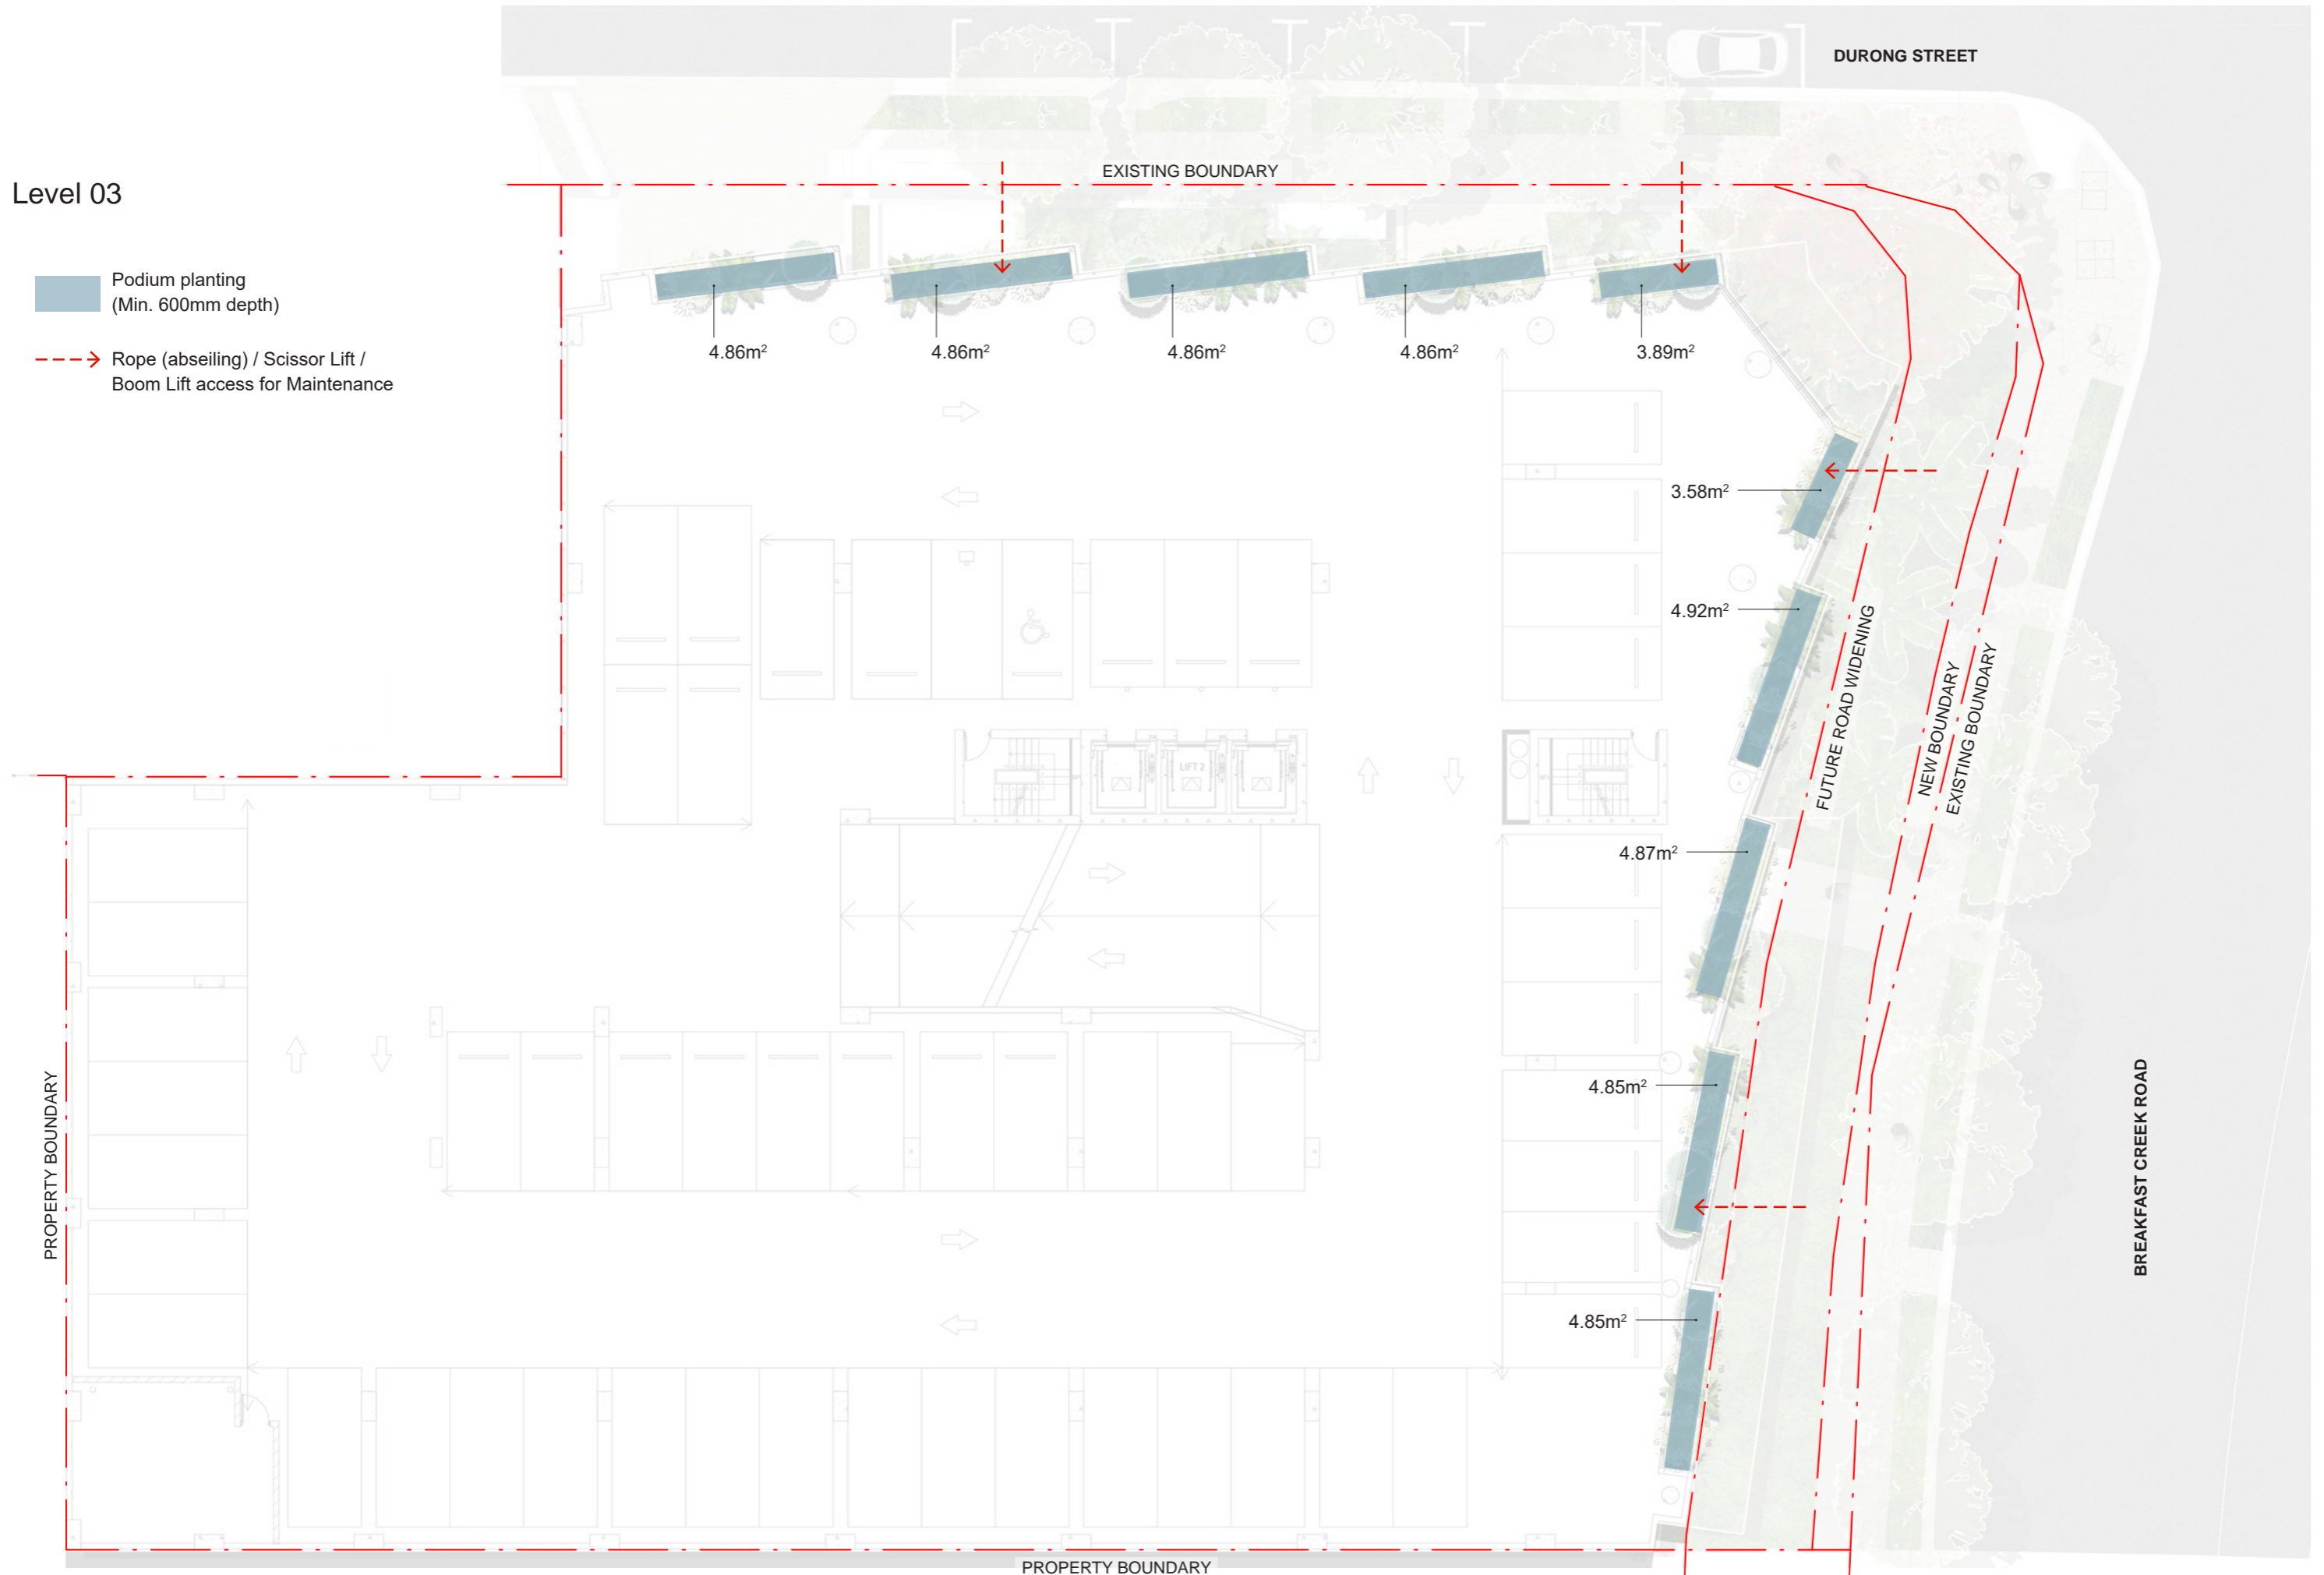 DURONG STREET
EXISTING BOUNDARY
Level 03
Podium planting
(Min. 600mm depth)
Rope (abseiling) / Scissor Lift /
Boom Lift access for Maintenance
4.86m²
4.86m²
4.86m²
4.86m²
3.89m²
3.58m²
4.92m²
FUTURE ROAD WIDENING
NEW BOUNDARY
EXISTING BOUNDARY
LIFT 2
4.87m²
4.85m²
PROPERTY BOUNDARY
BREAKFAST CREEK ROAD
4.85m²
PROPERTY BOUNDARY